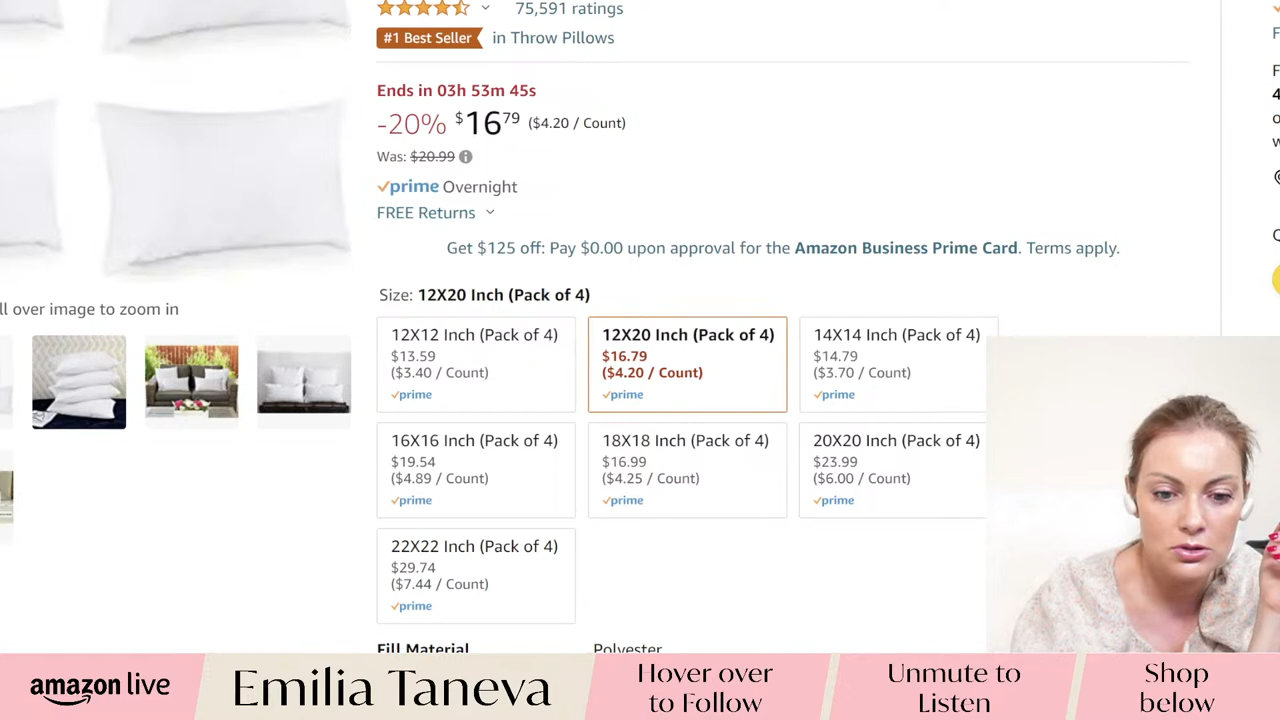 75,591 ratings
#1 Best Seller in Throw Pillows
Ends in 03h 53m 45s
-20% $16 79 ($4.20 / Count)
Was: $20.99
prime Overnight
FREE Returns
Get $125 off: Pay $0.00 upon approval for the Amazon Business Prime Card. Terms apply.
ll over image to zoom in
Size: 12X20 Inch (Pack of 4)
12X12 Inch (Pack of 4)
$13.59
($3.40 / Count)
prime
12X20 Inch (Pack of 4)
$16.79
($4.20 / Count)
prime
14X14 Inch (Pack of 4)
$14.79
($3.70 / Count)
prime
16X16 Inch (Pack of 4)
$19.54
($4.89 / Count)
prime
18X18 Inch (Pack of 4)
$16.99
($4.25 / Count)
prime
20X20 Inch (Pack of 4)
$23.99
($6.00 / Count)
prime
22X22 Inch (Pack of 4)
$29.74
($7.44 / Count)
prime
Fill Material Polyester
amazon live
Emilia Taneva
Hover over
to Follow
Unmute to
Listen
Shop
below